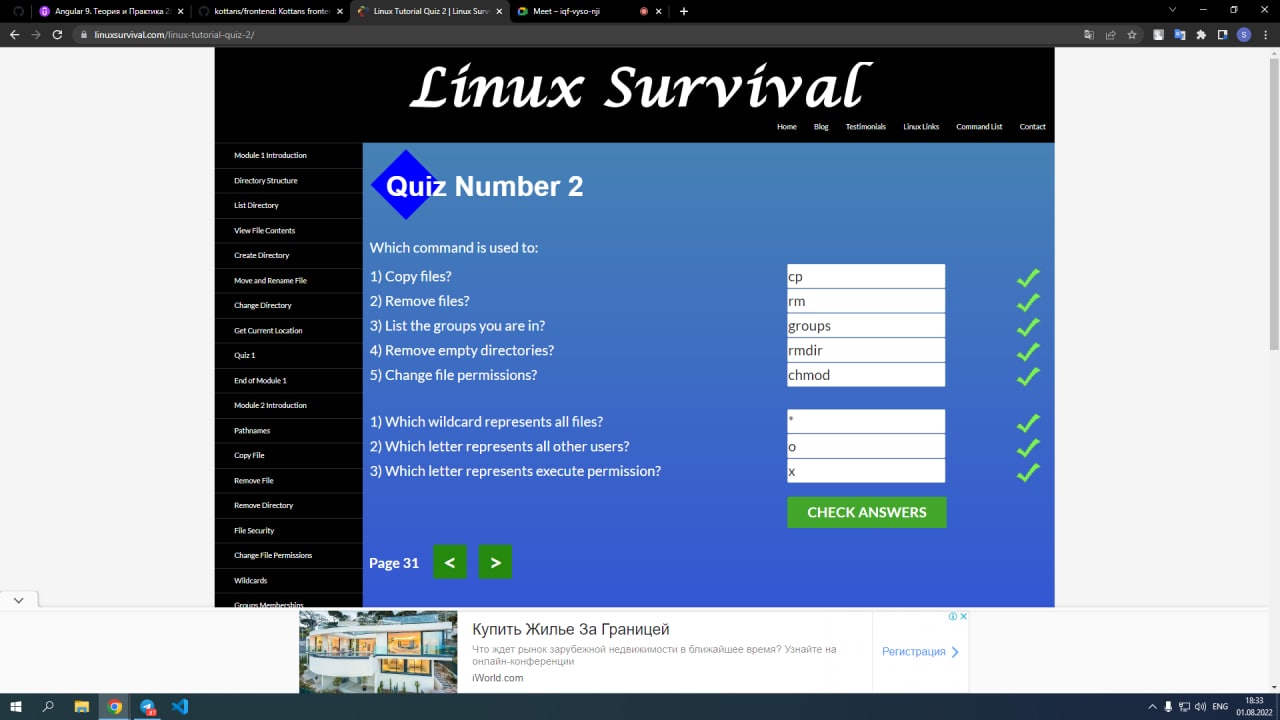 Angular 9. Теория и Практика 2
kottans/frontend: Kottans fronte
Linux Tutorial Quiz 2 | Linux Surv
Meet – iqf-vyso-nji
linuxsurvival.com/linux-tutorial-quiz-2/
S
Linux Survival
Home Blog Testimonials Linux Links Command List Contact
Module 1 Introduction
Directory Structure
List Directory
View File Contents
Create Directory
Move and Rename File
Change Directory
Get Current Location
Quiz 1
End of Module 1
Module 2 Introduction
Pathnames
Copy File
Remove File
Remove Directory
File Security
Change File Permissions
Wildcards
Groups Memberships
Quiz Number 2
Which command is used to:
1) Copy files? cp
2) Remove files? rm
3) List the groups you are in? groups
4) Remove empty directories? rmdir
5) Change file permissions? chmod
1) Which wildcard represents all files? *
2) Which letter represents all other users? o
3) Which letter represents execute permission? x
CHECK ANSWERS
Page 31 < >
Купить Жилье За Границей
Что ждет рынок зарубежной недвижимости в ближайшее время? Узнайте на
онлайн-конференции
iWorld.com
Регистрация
ENG
18:33
01.08.2022